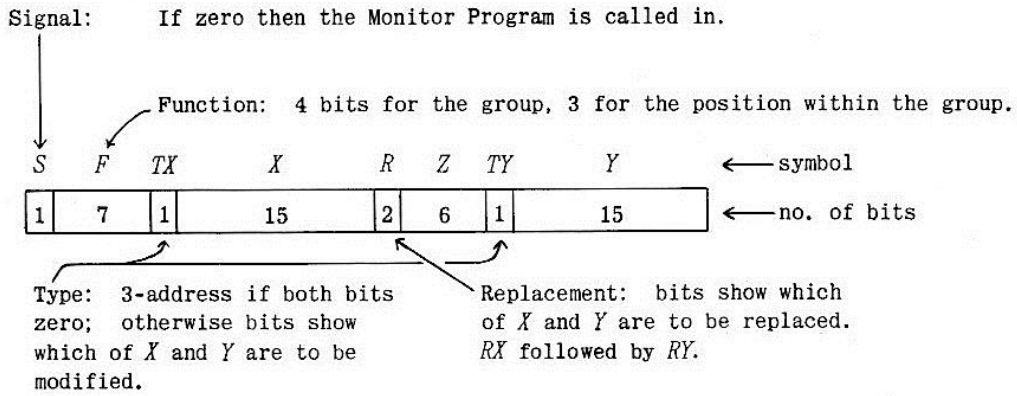 Signal: If zero then the Monitor Program is called in.
Function: 4 bits for the group, 3 for the position within the group.
S F TX X R Z TY Y ← symbol
1 7 1 15 2 6 1 15 ← no. of bits
Type: 3-address if both bits
zero; otherwise bits show
which of X and Y are to be
modified.
Replacement: bits show which
of X and Y are to be replaced.
RX followed by RY.